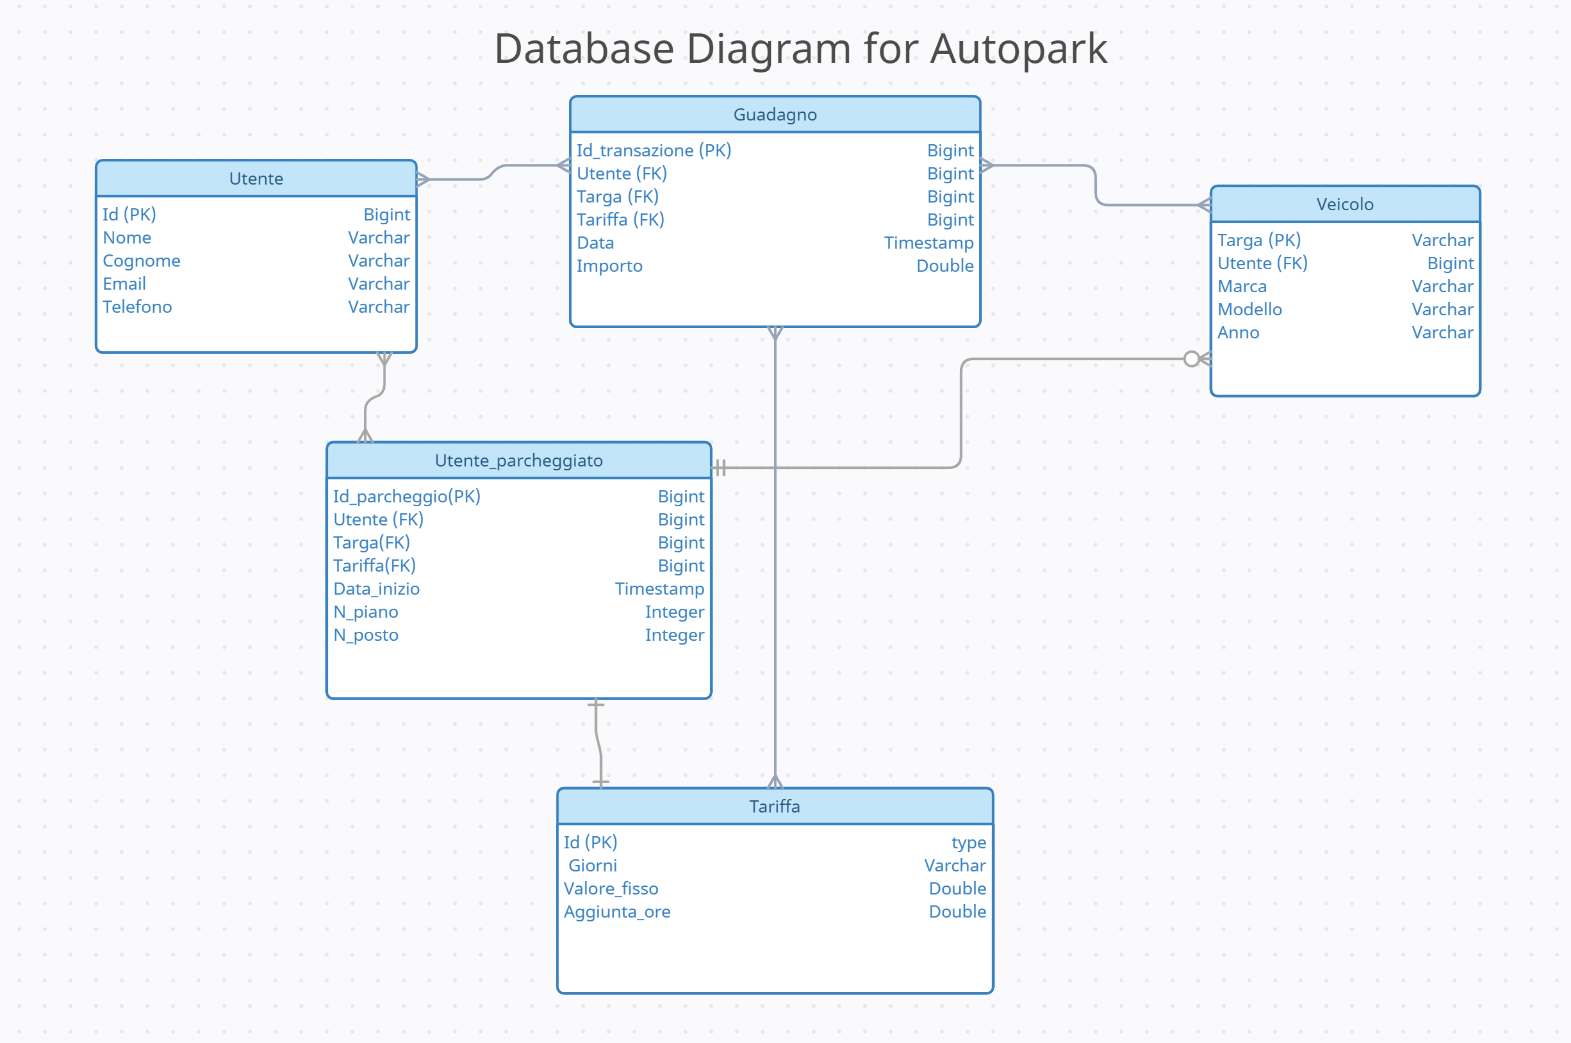 Database Diagram for Autopark
Guadagno
Id_transazione (PK) Bigint
Utente (FK) Bigint
Targa (FK) Bigint
Tariffa (FK) Bigint
Data Timestamp
Importo Double
Utente
Id (PK) Bigint
Nome Varchar
Cognome Varchar
Email Varchar
Telefono Varchar
Veicolo
Targa (PK) Varchar
Utente (FK) Bigint
Marca Varchar
Modello Varchar
Anno Varchar
Utente_parcheggiato
Id_parcheggio(PK) Bigint
Utente (FK) Bigint
Targa(FK) Bigint
Tariffa(FK) Bigint
Data_inizio Timestamp
N_piano Integer
N_posto Integer
Tariffa
Id (PK) type
Giorni Varchar
Valore_fisso Double
Aggiunta_ore Double